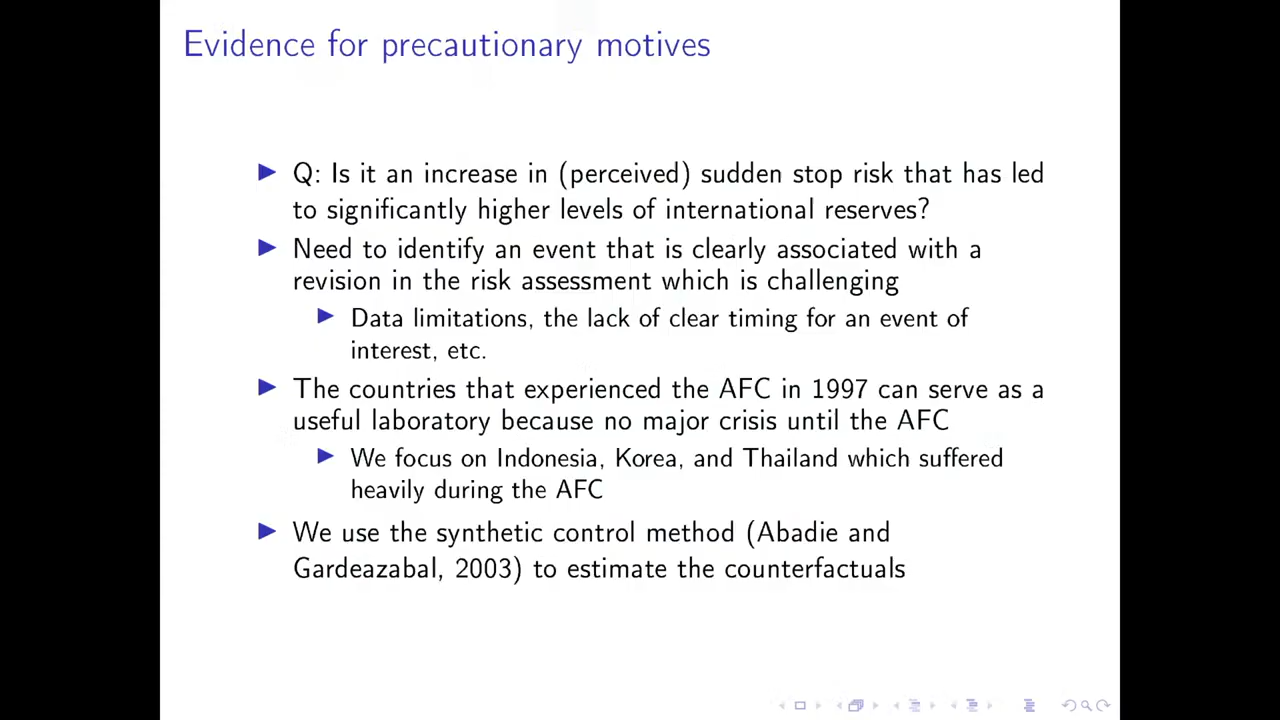 Evidence for precautionary motives
Q: Is it an increase in (perceived) sudden stop risk that has led
to significantly higher levels of international reserves?
Need to identify an event that is clearly associated with a
revision in the risk assessment which is challenging
Data limitations, the lack of clear timing for an event of
interest, etc.
The countries that experienced the AFC in 1997 can serve as a
useful laboratory because no major crisis until the AFC
We focus on Indonesia, Korea, and Thailand which suffered
heavily during the AFC
We use the synthetic control method (Abadie and
Gardeazabal, 2003) to estimate the counterfactuals